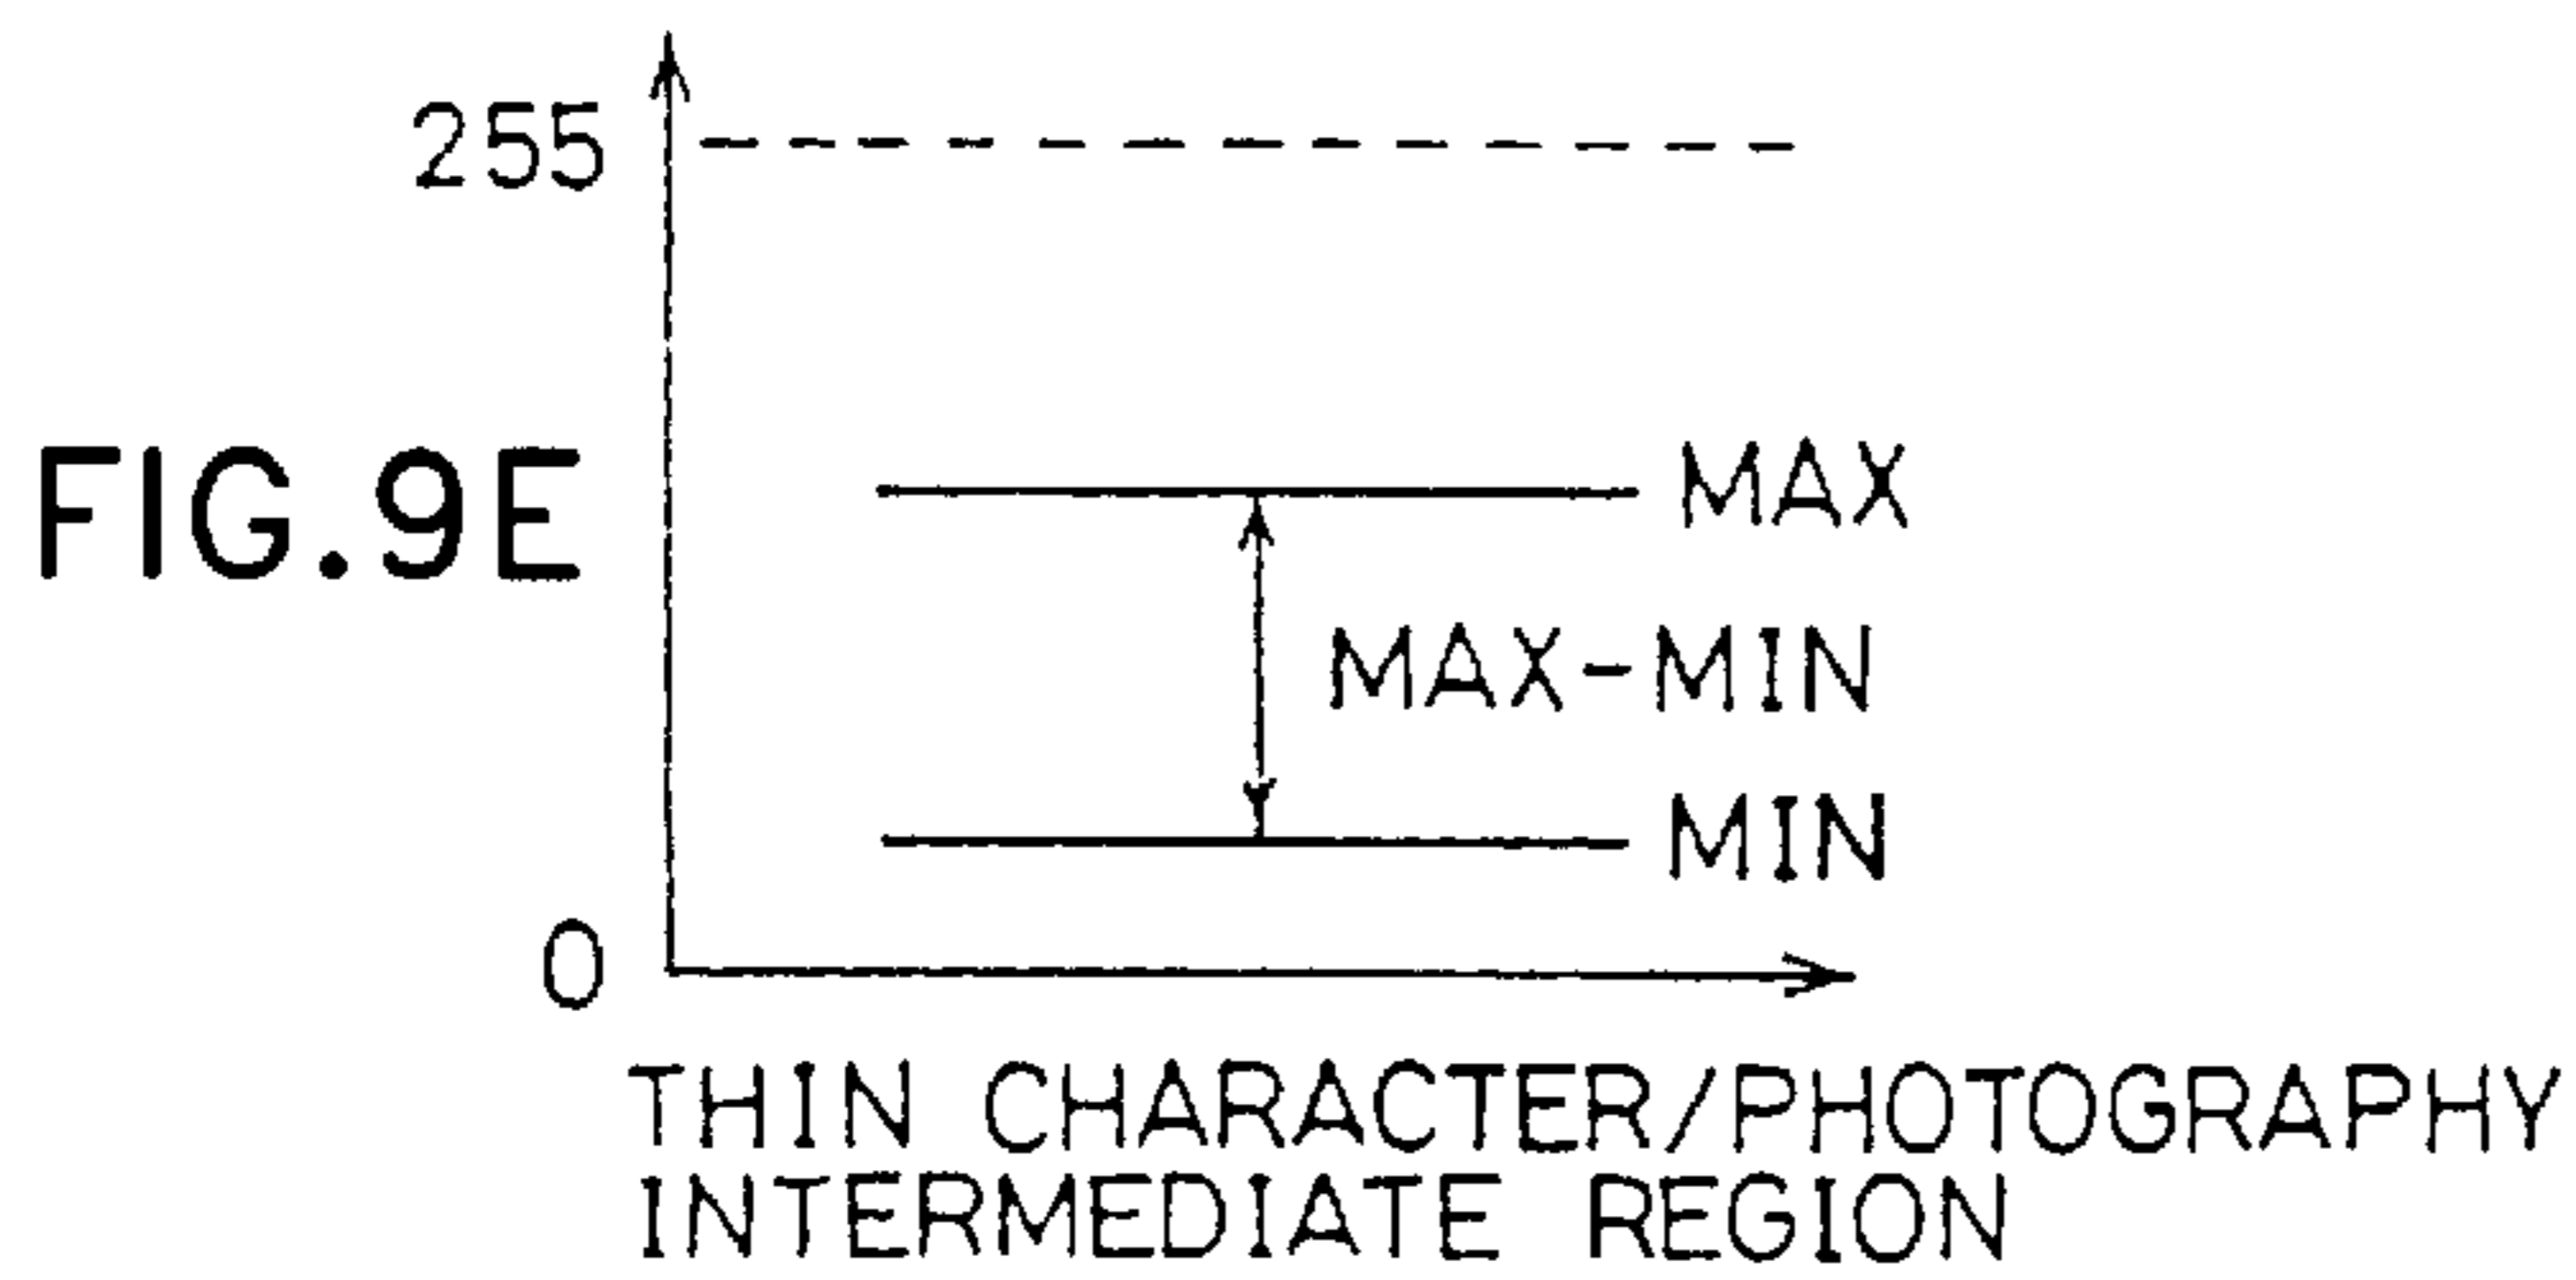 255
FIG.9E
MAX
MAX-MIN
MIN
0
THIN CHARACTER/PHOTOGRAPHY
INTERMEDIATE REGION